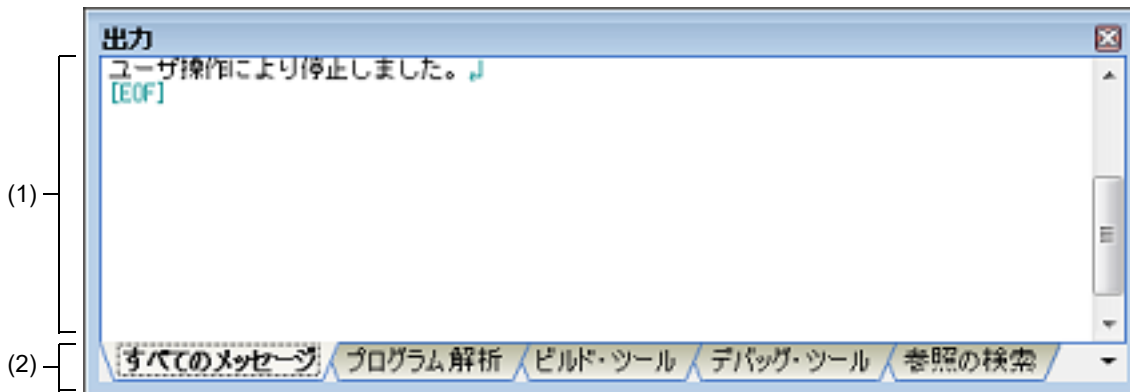 出力
(1)
ユーザ操作により停止しました。↲
[EOF]
(2)
すべてのメッセージ プログラム解析 ビルド・ツール デバッグ・ツール 参照の検索